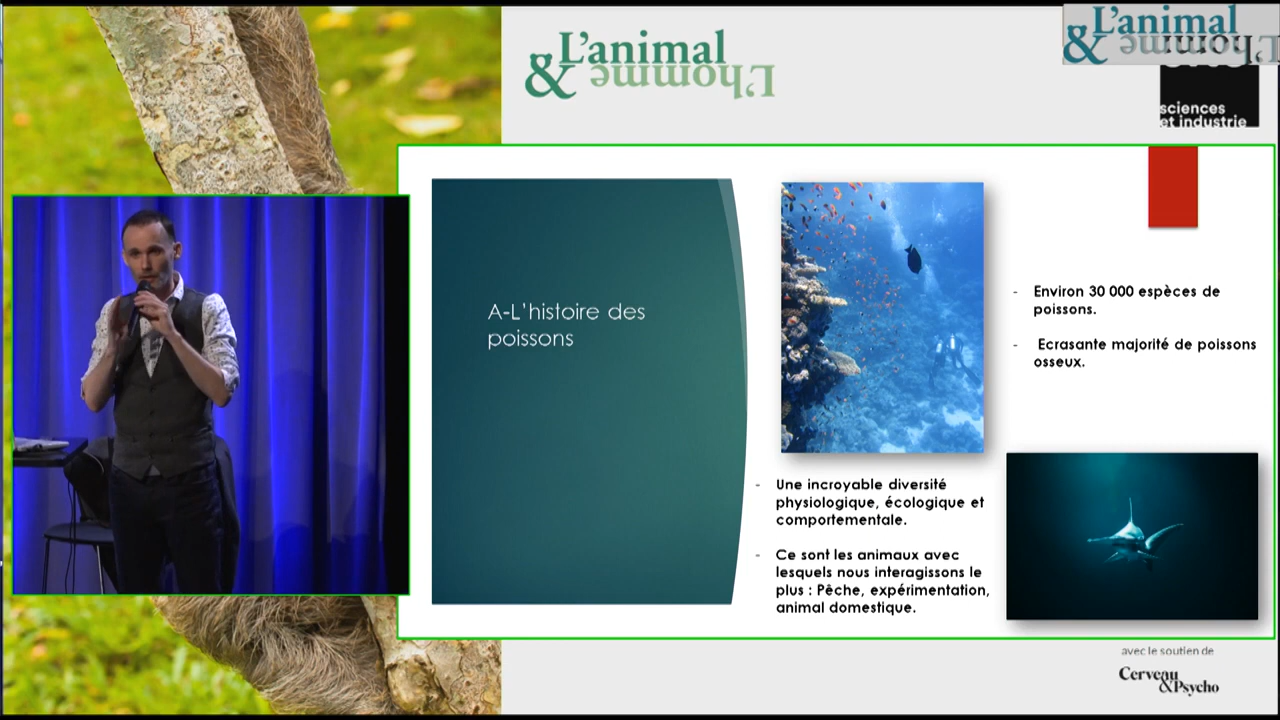 L'animal
& L'homme
L'animal
& L'homme
sciences
et industrie
A-L'histoire des
poissons
- Environ 30 000 espèces de
poissons.
- Ecrasante majorité de poissons
osseux.
- Une incroyable diversité
physiologique, écologique et
comportementale.
- Ce sont les animaux avec
lesquels nous interagissons le
plus : Pêche, expérimentation,
animal domestique.
avec le soutien de
Cerveau
&Psycho